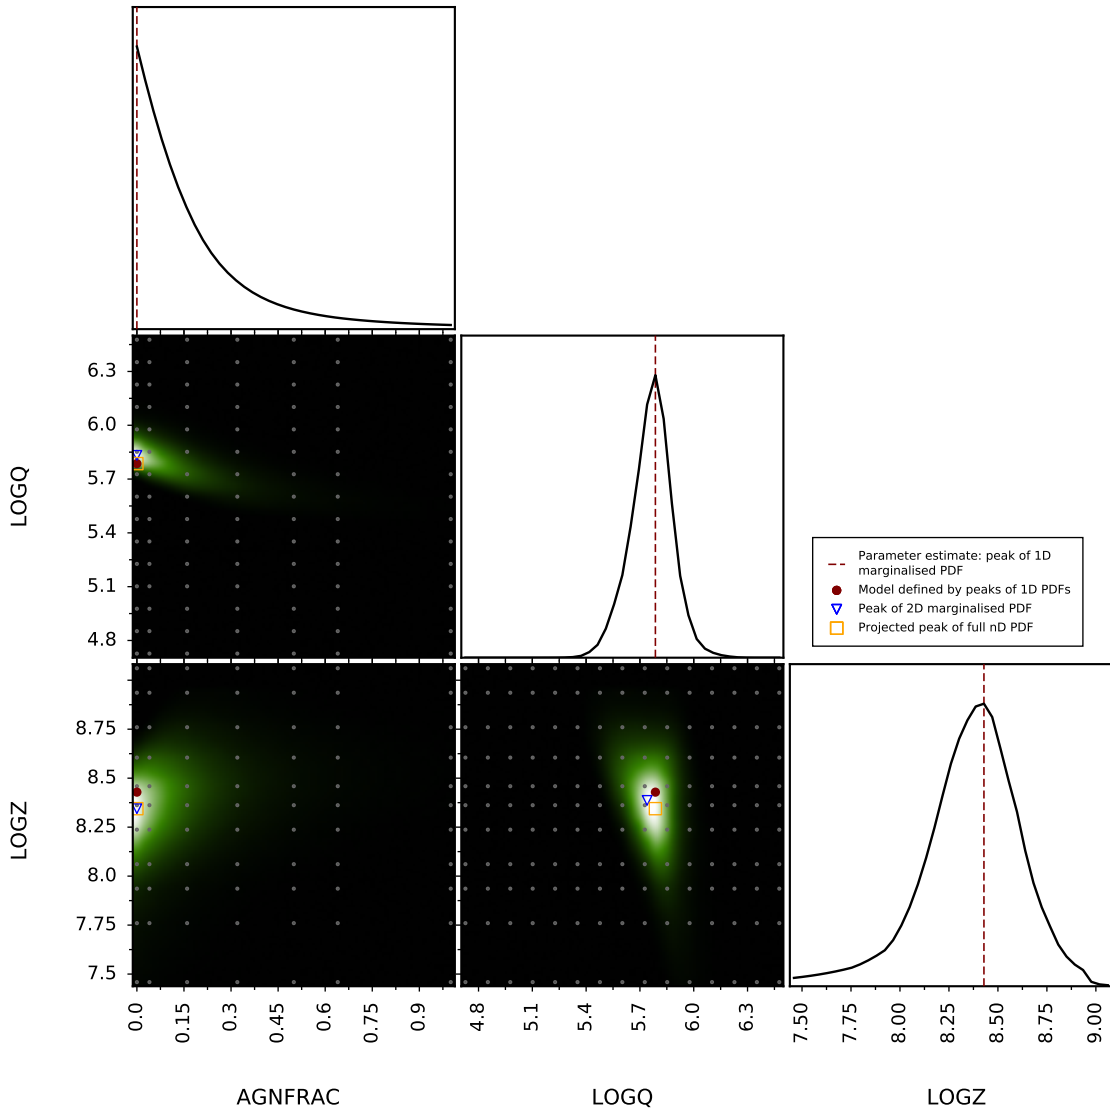 LOGQ
6.3
6.0
5.7
5.4
5.1
4.8
Parameter estimate: peak of 1D
marginalised PDF
Model defined by peaks of 1D PDFs
Peak of 2D marginalised PDF
Projected peak of full nD PDF
LOGZ
8.75
8.5
8.25
8.0
7.75
7.5
0.0 0.15 0.3 0.45 0.6 0.75 0.9
4.8 5.1 5.4 5.7 6.0 6.3
7.50 7.75 8.00 8.25 8.50 8.75 9.00
AGNFRAC
LOGQ
LOGZ